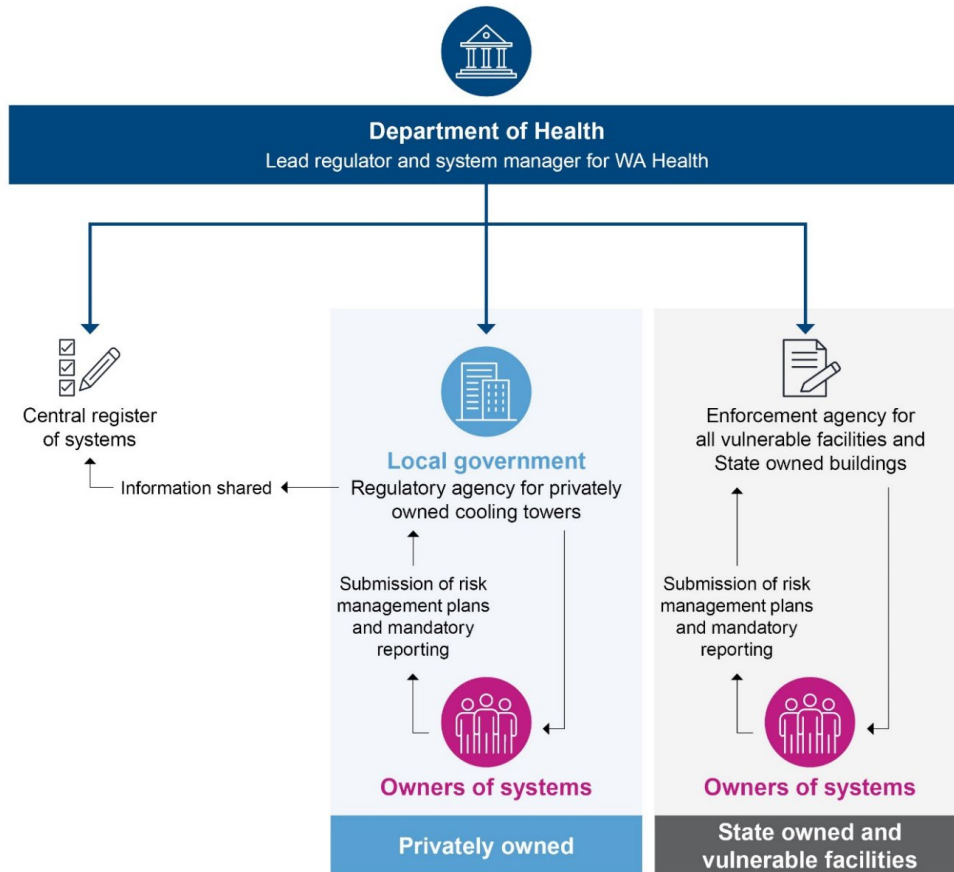 Department of Health
Lead regulator and system manager for WA Health
Central register
of systems
Information shared
Local government
Regulatory agency for privately
owned cooling towers
Submission of risk
management plans
and mandatory
reporting
Owners of systems
Privately owned
Enforcement agency for
all vulnerable facilities and
State owned buildings
Submission of risk
management plans
and mandatory
reporting
Owners of systems
State owned and
vulnerable facilities